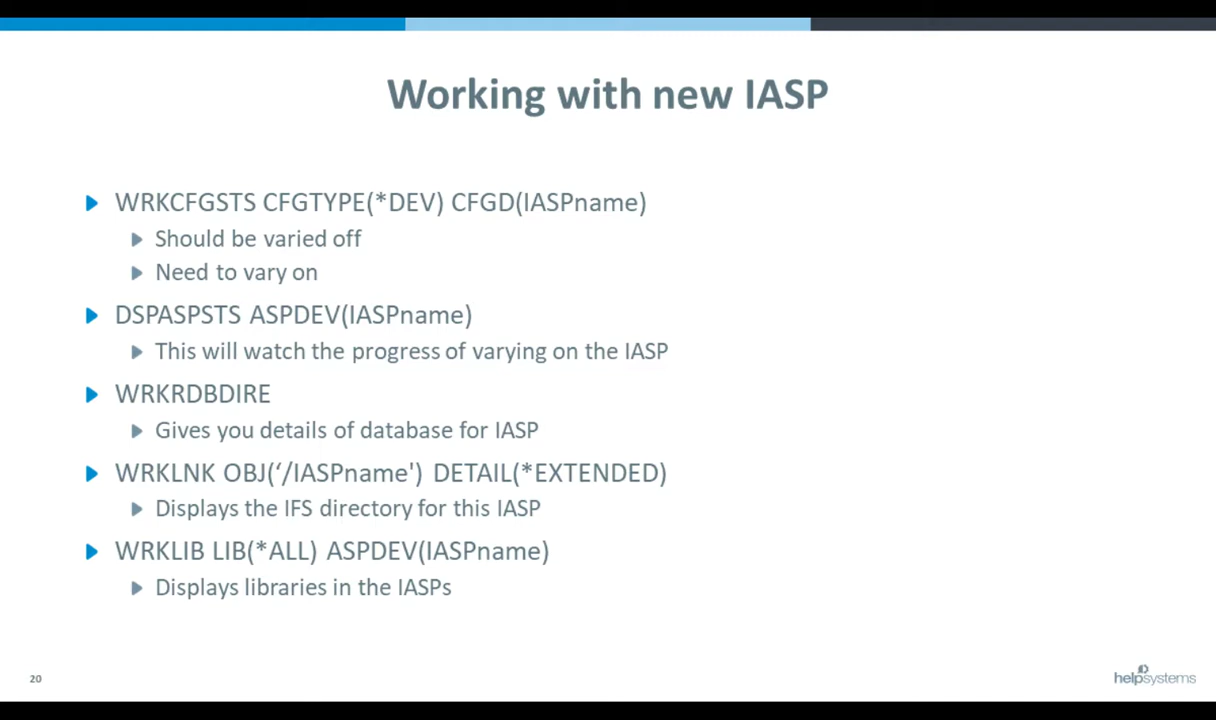 Working with new IASP
WRKCFGSTS CFGTYPE(*DEV) CFGD(IASPname)
Should be varied off
Need to vary on
DSPASPSTS ASPDEV(IASPname)
This will watch the progress of varying on the IASP
WRKRDBDIRE
Gives you details of database for IASP
WRKLNK OBJ(‘/IASPname') DETAIL(*EXTENDED)
Displays the IFS directory for this IASP
WRKLIB LIB(*ALL) ASPDEV(IASPname)
Displays libraries in the IASPs
20
helpsystems